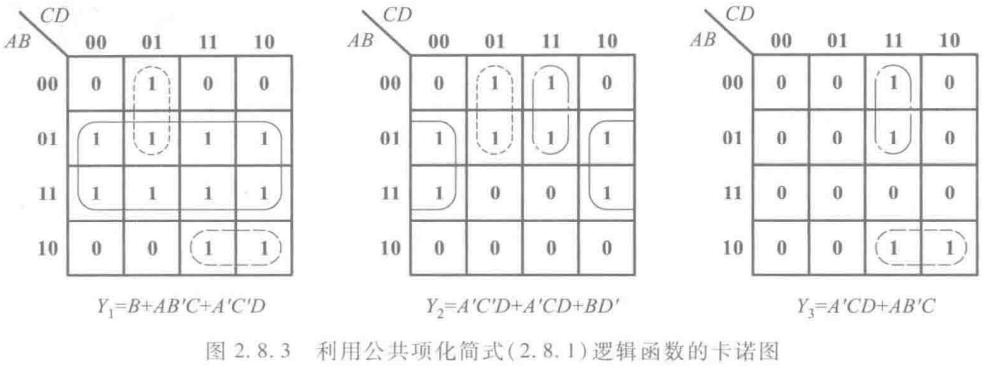 CD CD CD
AB 00 01 11 10 AB 00 01 11 10 AB 00 01 11 10
00 0 1 0 0 00 0 1 1 0 00 0 0 1 0
01 1 1 1 1 01 1 1 1 1 01 0 0 1 0
11 1 1 1 1 11 1 0 0 1 11 0 0 0 0
10 0 0 1 1 10 0 0 0 0 10 0 0 1 1
Y₁=B+AB′C+A′C′D Y₂=A′C′D+A′CD+BD′ Y₃=A′CD+AB′C
图 2.8.3 利用公共项化简式(2.8.1)逻辑函数的卡诺图